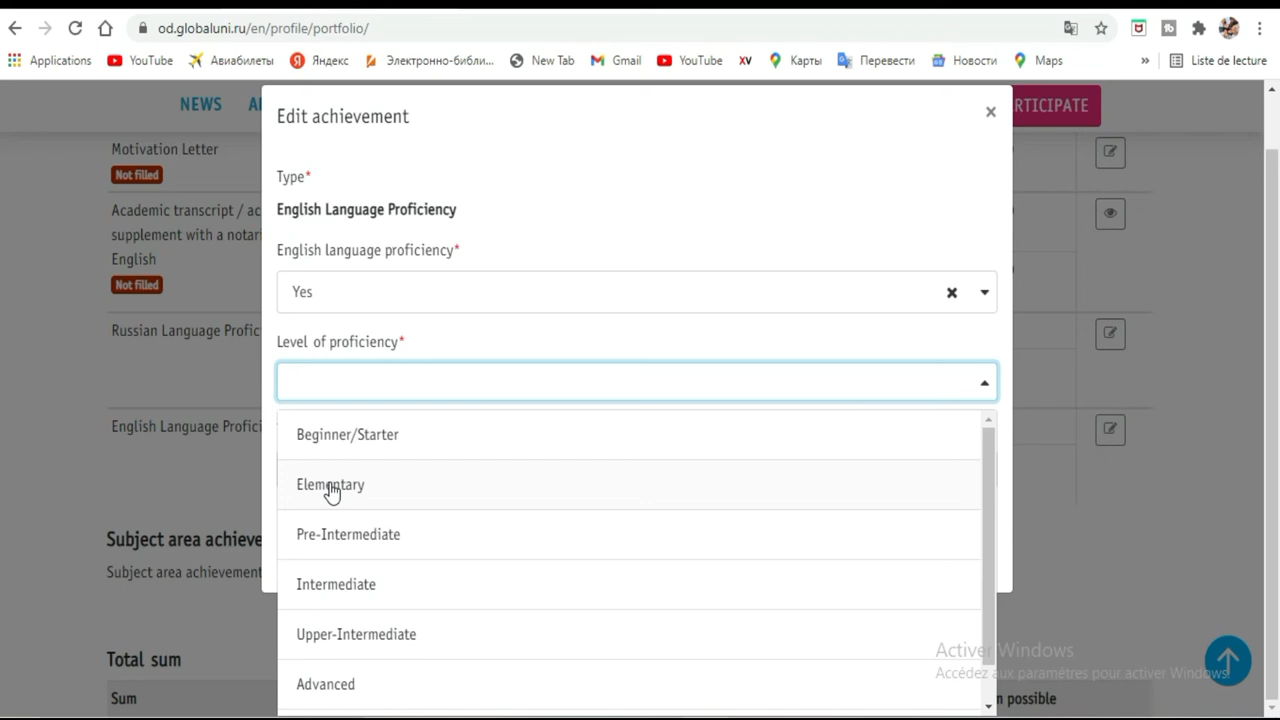 od.globaluni.ru/en/profile/portfolio/
Applications YouTube Авиабилеты Яндекс Электронно-библи... New Tab Gmail YouTube XV Карты Перевести Новости Maps » Liste de lecture
NEWS
RTICIPATE
Edit achievement
×
Motivation Letter
Not filled
Type*
English Language Proficiency
Academic transcript / ac
supplement with a notari
English
Not filled
English language proficiency*
Yes
Russian Language Profic
Level of proficiency*
English Language Profici
Beginner/Starter
Elementary
Pre-Intermediate
Intermediate
Upper-Intermediate
Advanced
Subject area achieve
Subject area achievement
Total sum
Sum
n possible
Activer Windows
Accédez aux paramètres pour activer Windows.